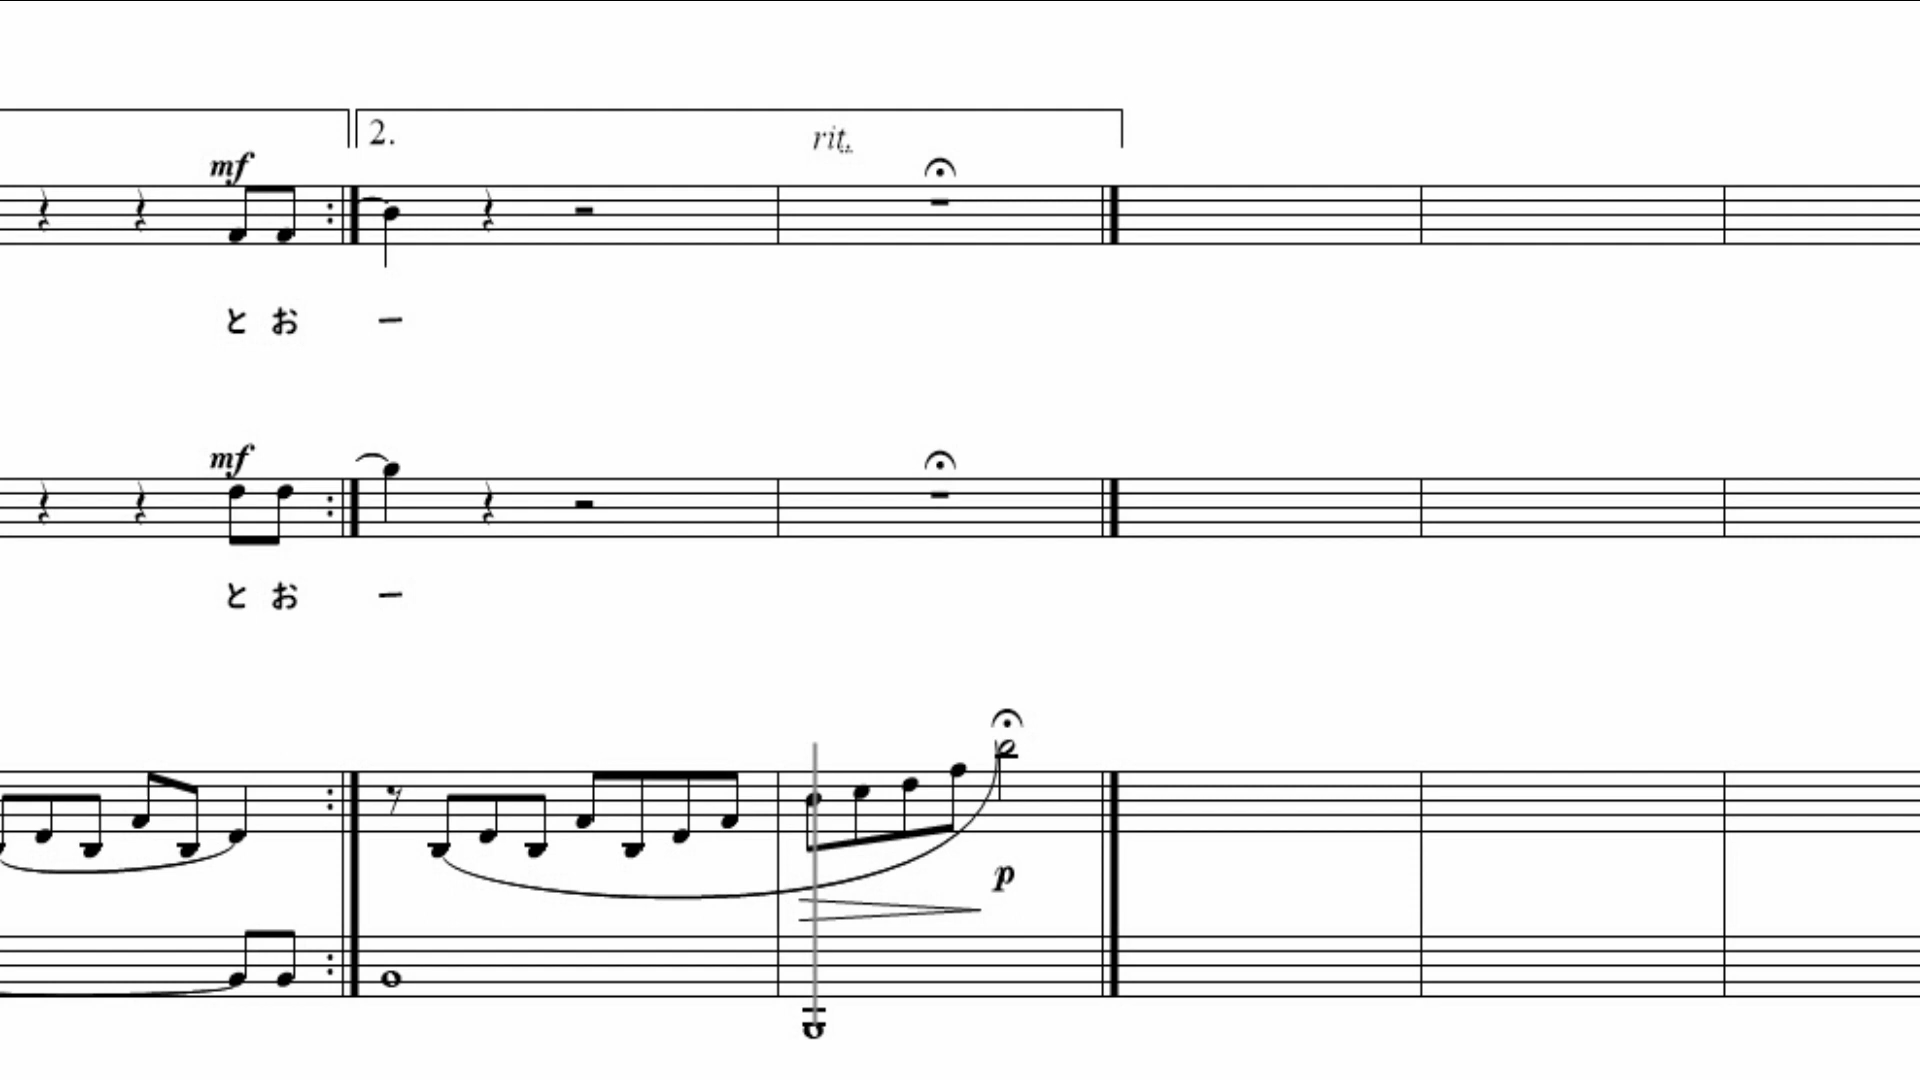 2.
rit.
mf
と お ー
mf
と お ー
p